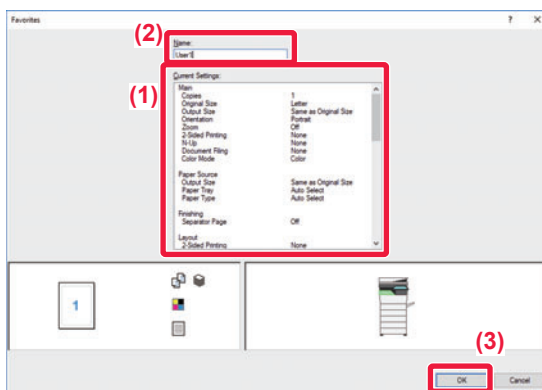 Favorites ? X
(2)
Name:
User1
(1)
Current Settings:
Main
Copies 1
Original Size Letter
Output Size Same as Original Size
Orientation Portrait
Zoom Off
2-Sided Printing None
N-Up None
Document Filing None
Color Mode Color
Paper Source
Output Size Same as Original Size
Paper Tray Auto Select
Paper Type Auto Select
Finishing
Separator Page Off
Layout
2-Sided Printing None
1
(3)
OK Cancel